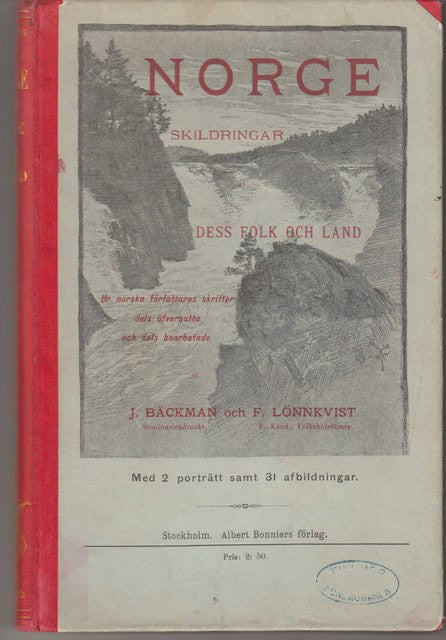 NORGE
SKILDRINGAR
af
DESS FOLK OCH LAND
Ur norska författares skrifter
dels öfversatta
och dels bearbetade
af
J. BÄCKMAN och F. LÖNNKVIST
Seminarieadjunkt. F. Kand., Folkskolelärare.
Med 2 porträtt samt 31 afbildningar.
Stockholm. Albert Bonniers förlag.
Pris: 2: 50.